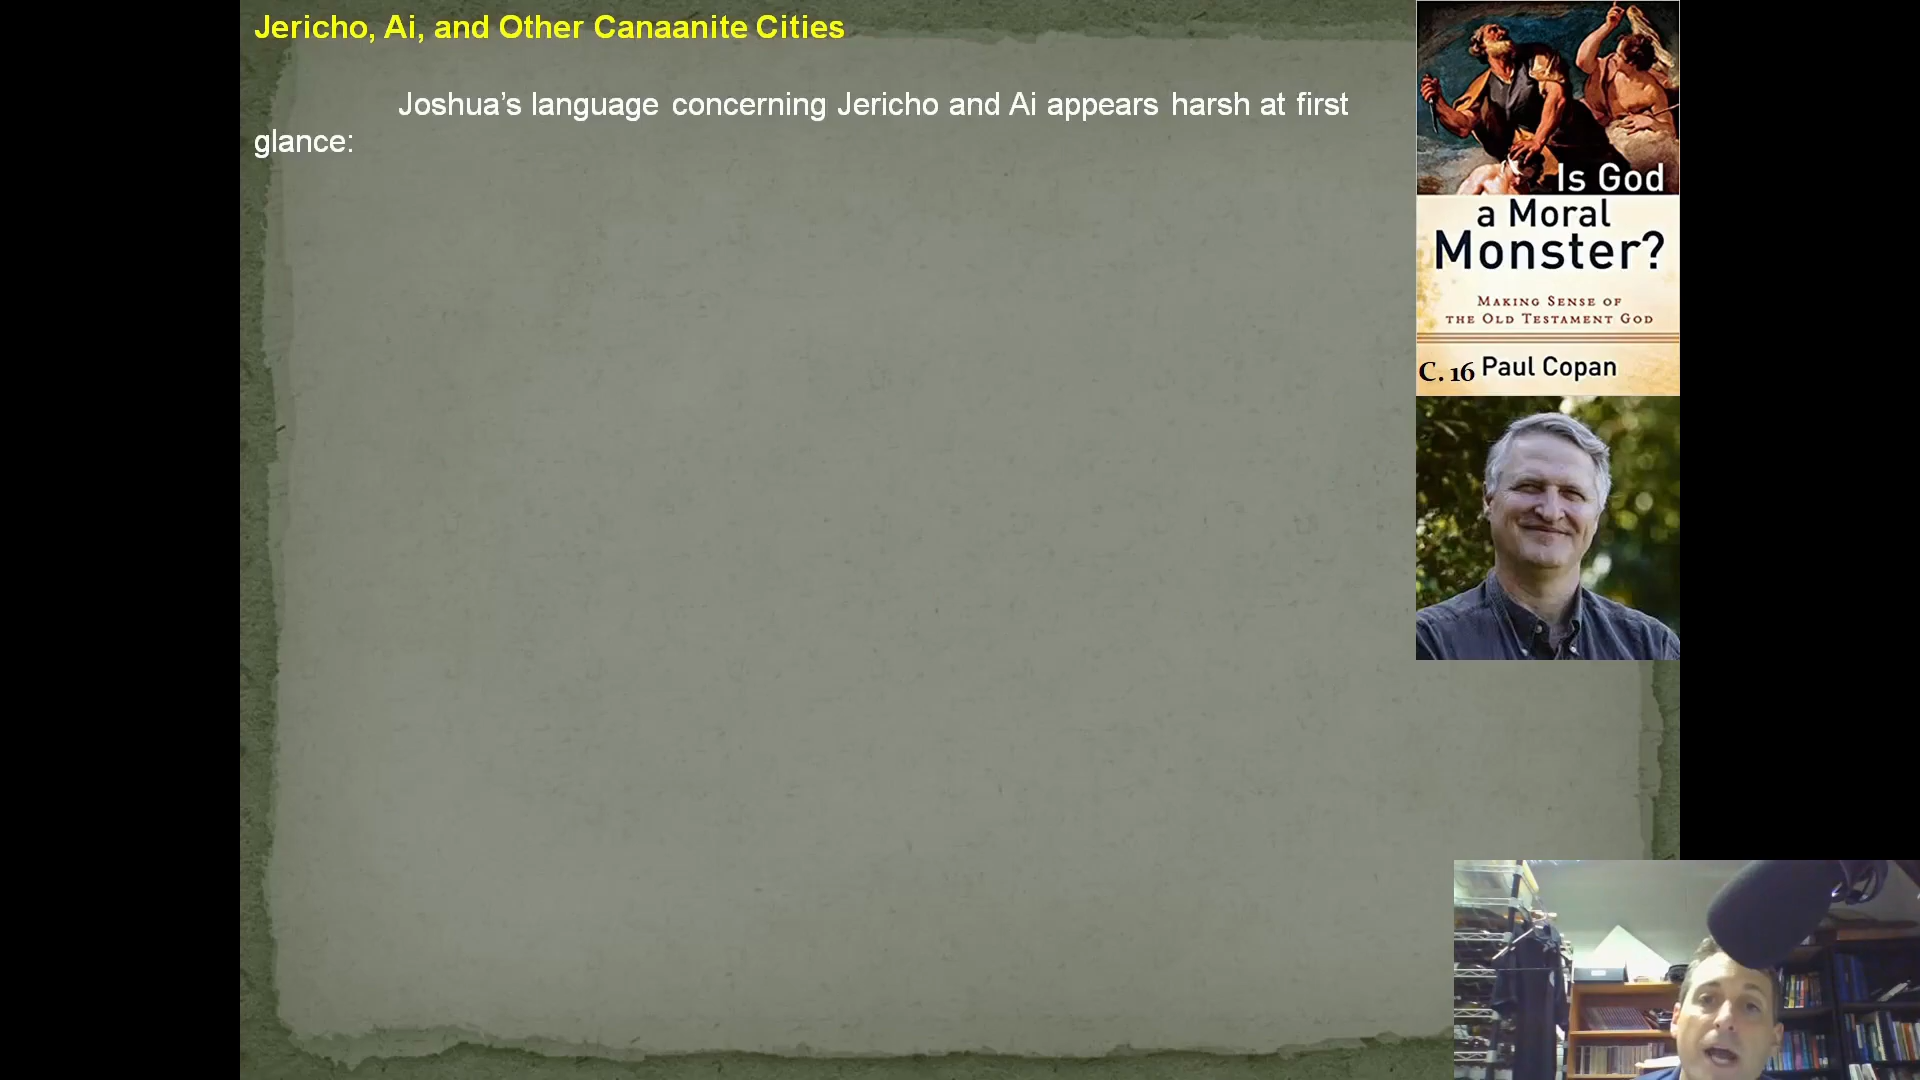 Jericho, Ai, and Other Canaanite Cities
Joshua’s language concerning Jericho and Ai appears harsh at first
glance:
Is God
a Moral
Monster?
Making Sense of
the Old Testament God
C. 16 Paul Copan